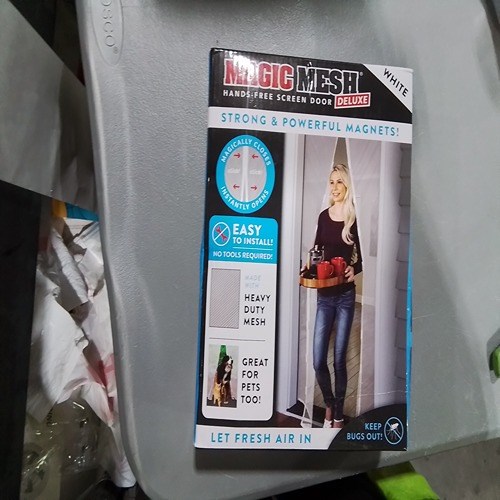 COSCO
MAGIC MESH®
WHITE
HANDS-FREE SCREEN DOOR DELUXE
STRONG & POWERFUL MAGNETS!
MAGICALLY CLOSES
INSTANTLY OPENS
EASY
TO INSTALL!
NO TOOLS REQUIRED!
MADE
WITH
HEAVY
DUTY
MESH
GREAT
FOR
PETS
TOO!
LET FRESH AIR IN
KEEP
BUGS OUT!